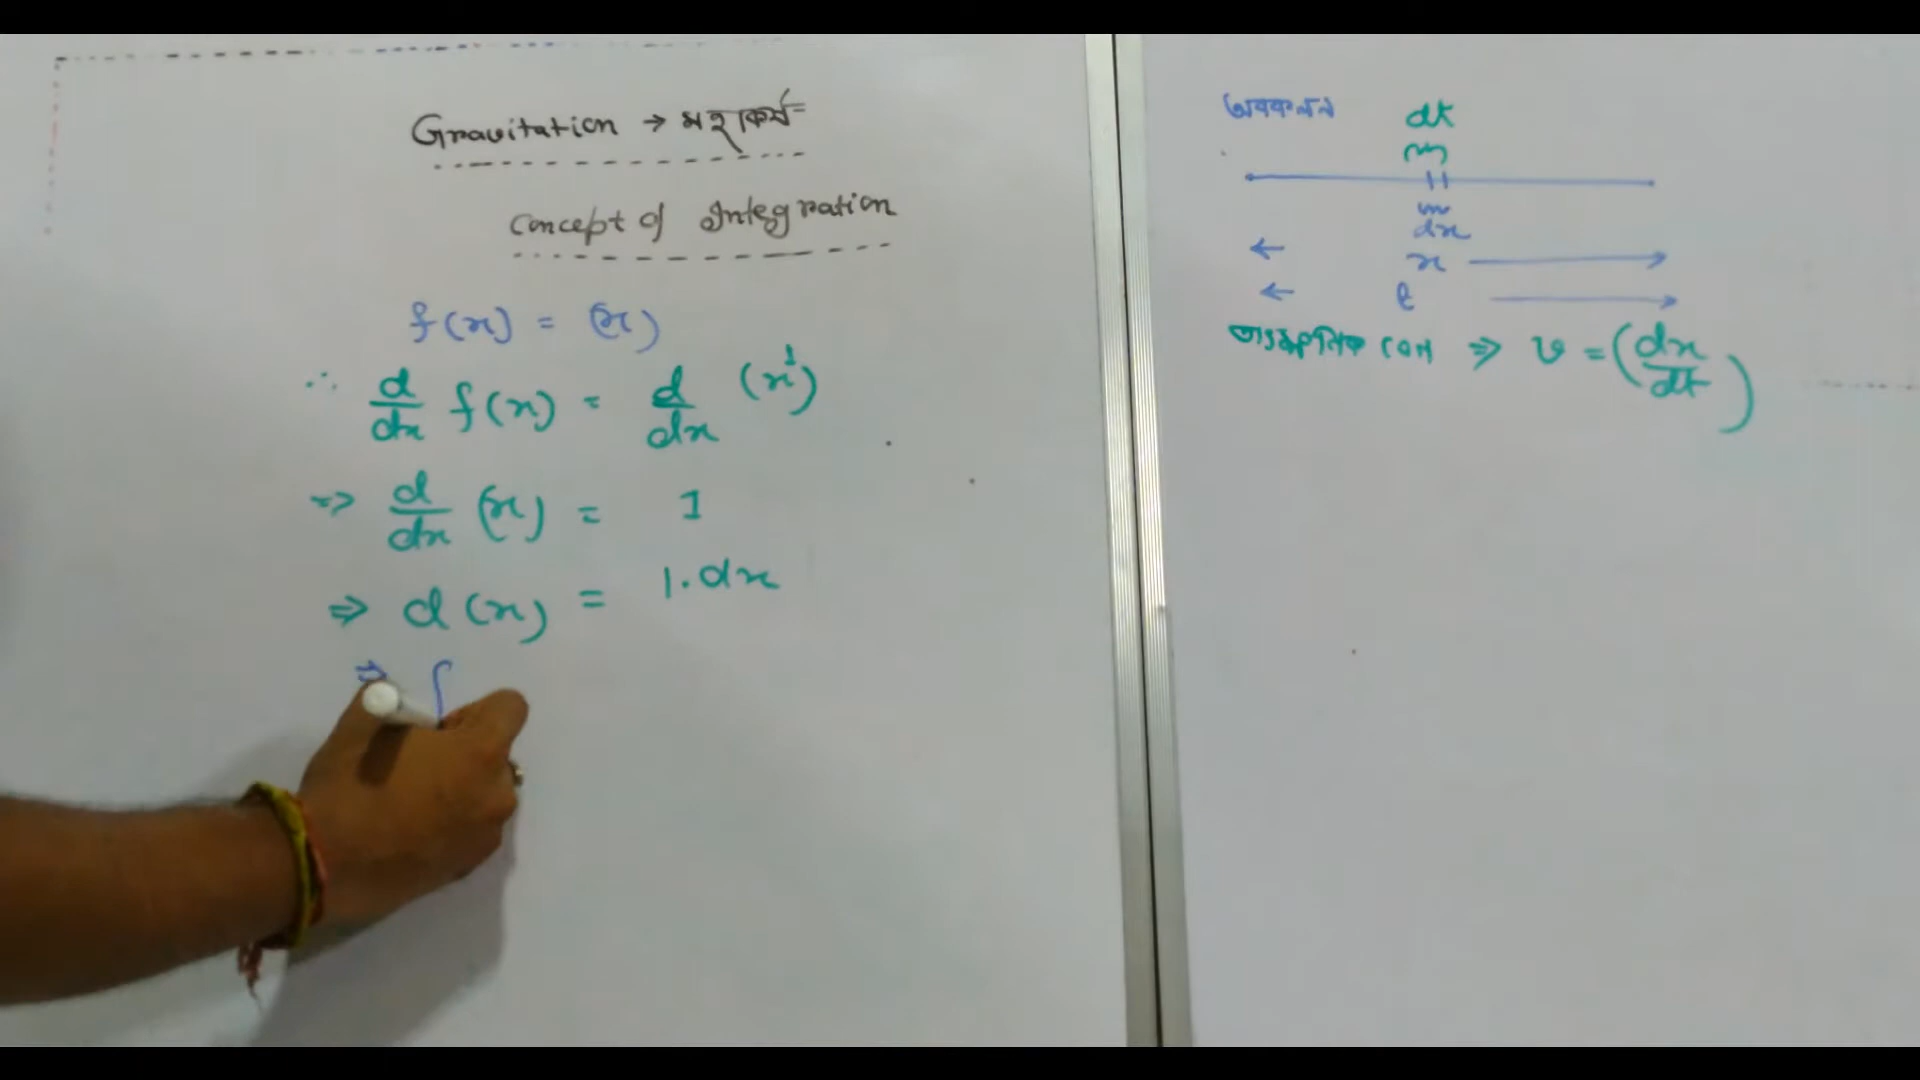 Gravitation → মহাকর্ষ
Concept of Integration
f(x) = (x)
∴ d/dx f(x) = d/dx (x¹)
⇒ d/dx (x) = 1
⇒ d(x) = 1.dx
⇒ ∫
অবকলন
dt
dx
← x →
← t →
তাৎক্ষণিক বেগ ⇒ v = (dx/dt)